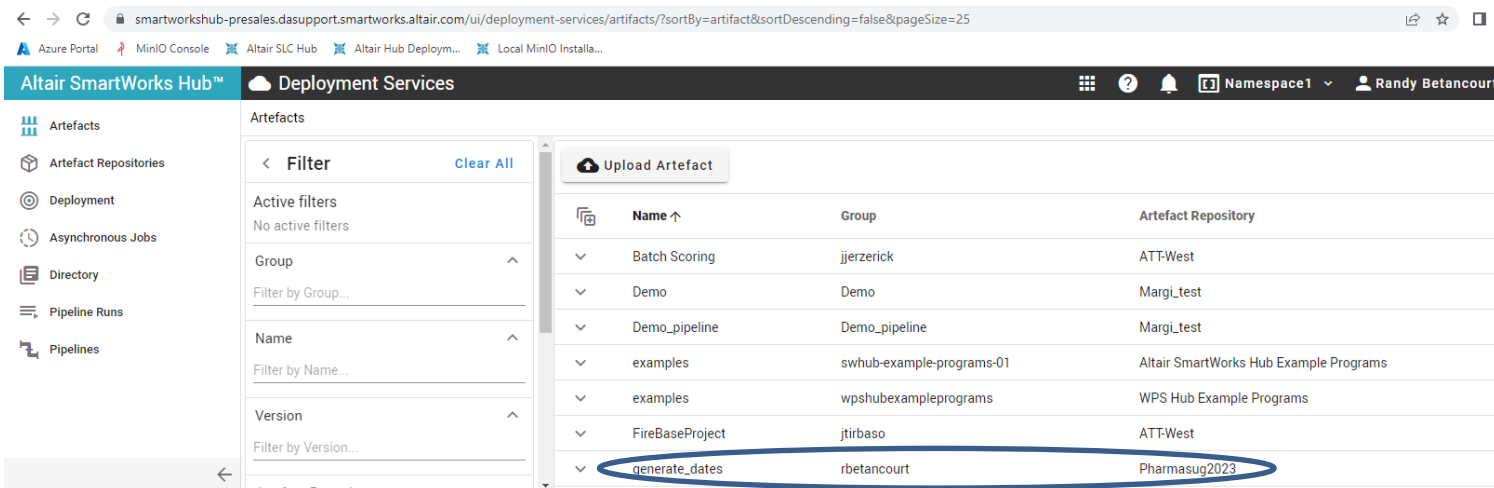 smartworkshub-presales.dasupport.smartworks.altair.com/ui/deployment-services/artifacts/?sortBy=artifact&sortDescending=false&pageSize=25
Azure Portal MinIO Console Altair SLC Hub Altair Hub Deploym... Local MinIO Installa...
Altair SmartWorks Hub™ Deployment Services Namespace1 Randy Betancourt
Artefacts
Artefact Repositories
Deployment
Asynchronous Jobs
Directory
Pipeline Runs
Pipelines
Artefacts
Filter Clear All
Active filters
No active filters
Group
Filter by Group...
Name
Filter by Name...
Version
Filter by Version...
Upload Artefact
Name Group Artefact Repository
Batch Scoring jjerzerick ATT-West
Demo Demo Margi_test
Demo_pipeline Demo_pipeline Margi_test
examples swhub-example-programs-01 Altair SmartWorks Hub Example Programs
examples wpshubexampleprograms WPS Hub Example Programs
FireBaseProject jtirbaso ATT-West
generate_dates rbetancourt Pharmasug2023